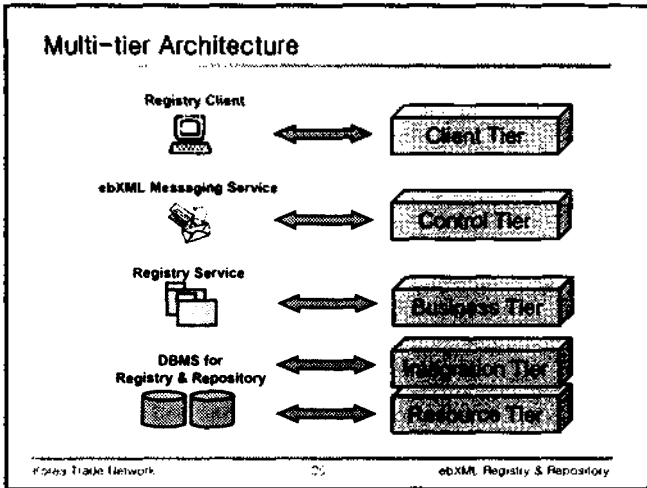 Multi-tier Architecture
Registry Client
Client Tier
ebXML Messaging Service
Control Tier
Registry Service
Business Tier
DBMS for
Registry & Repository
Integration Tier
Resource Tier
Korea Trade Network
ebXML Registry & Repository